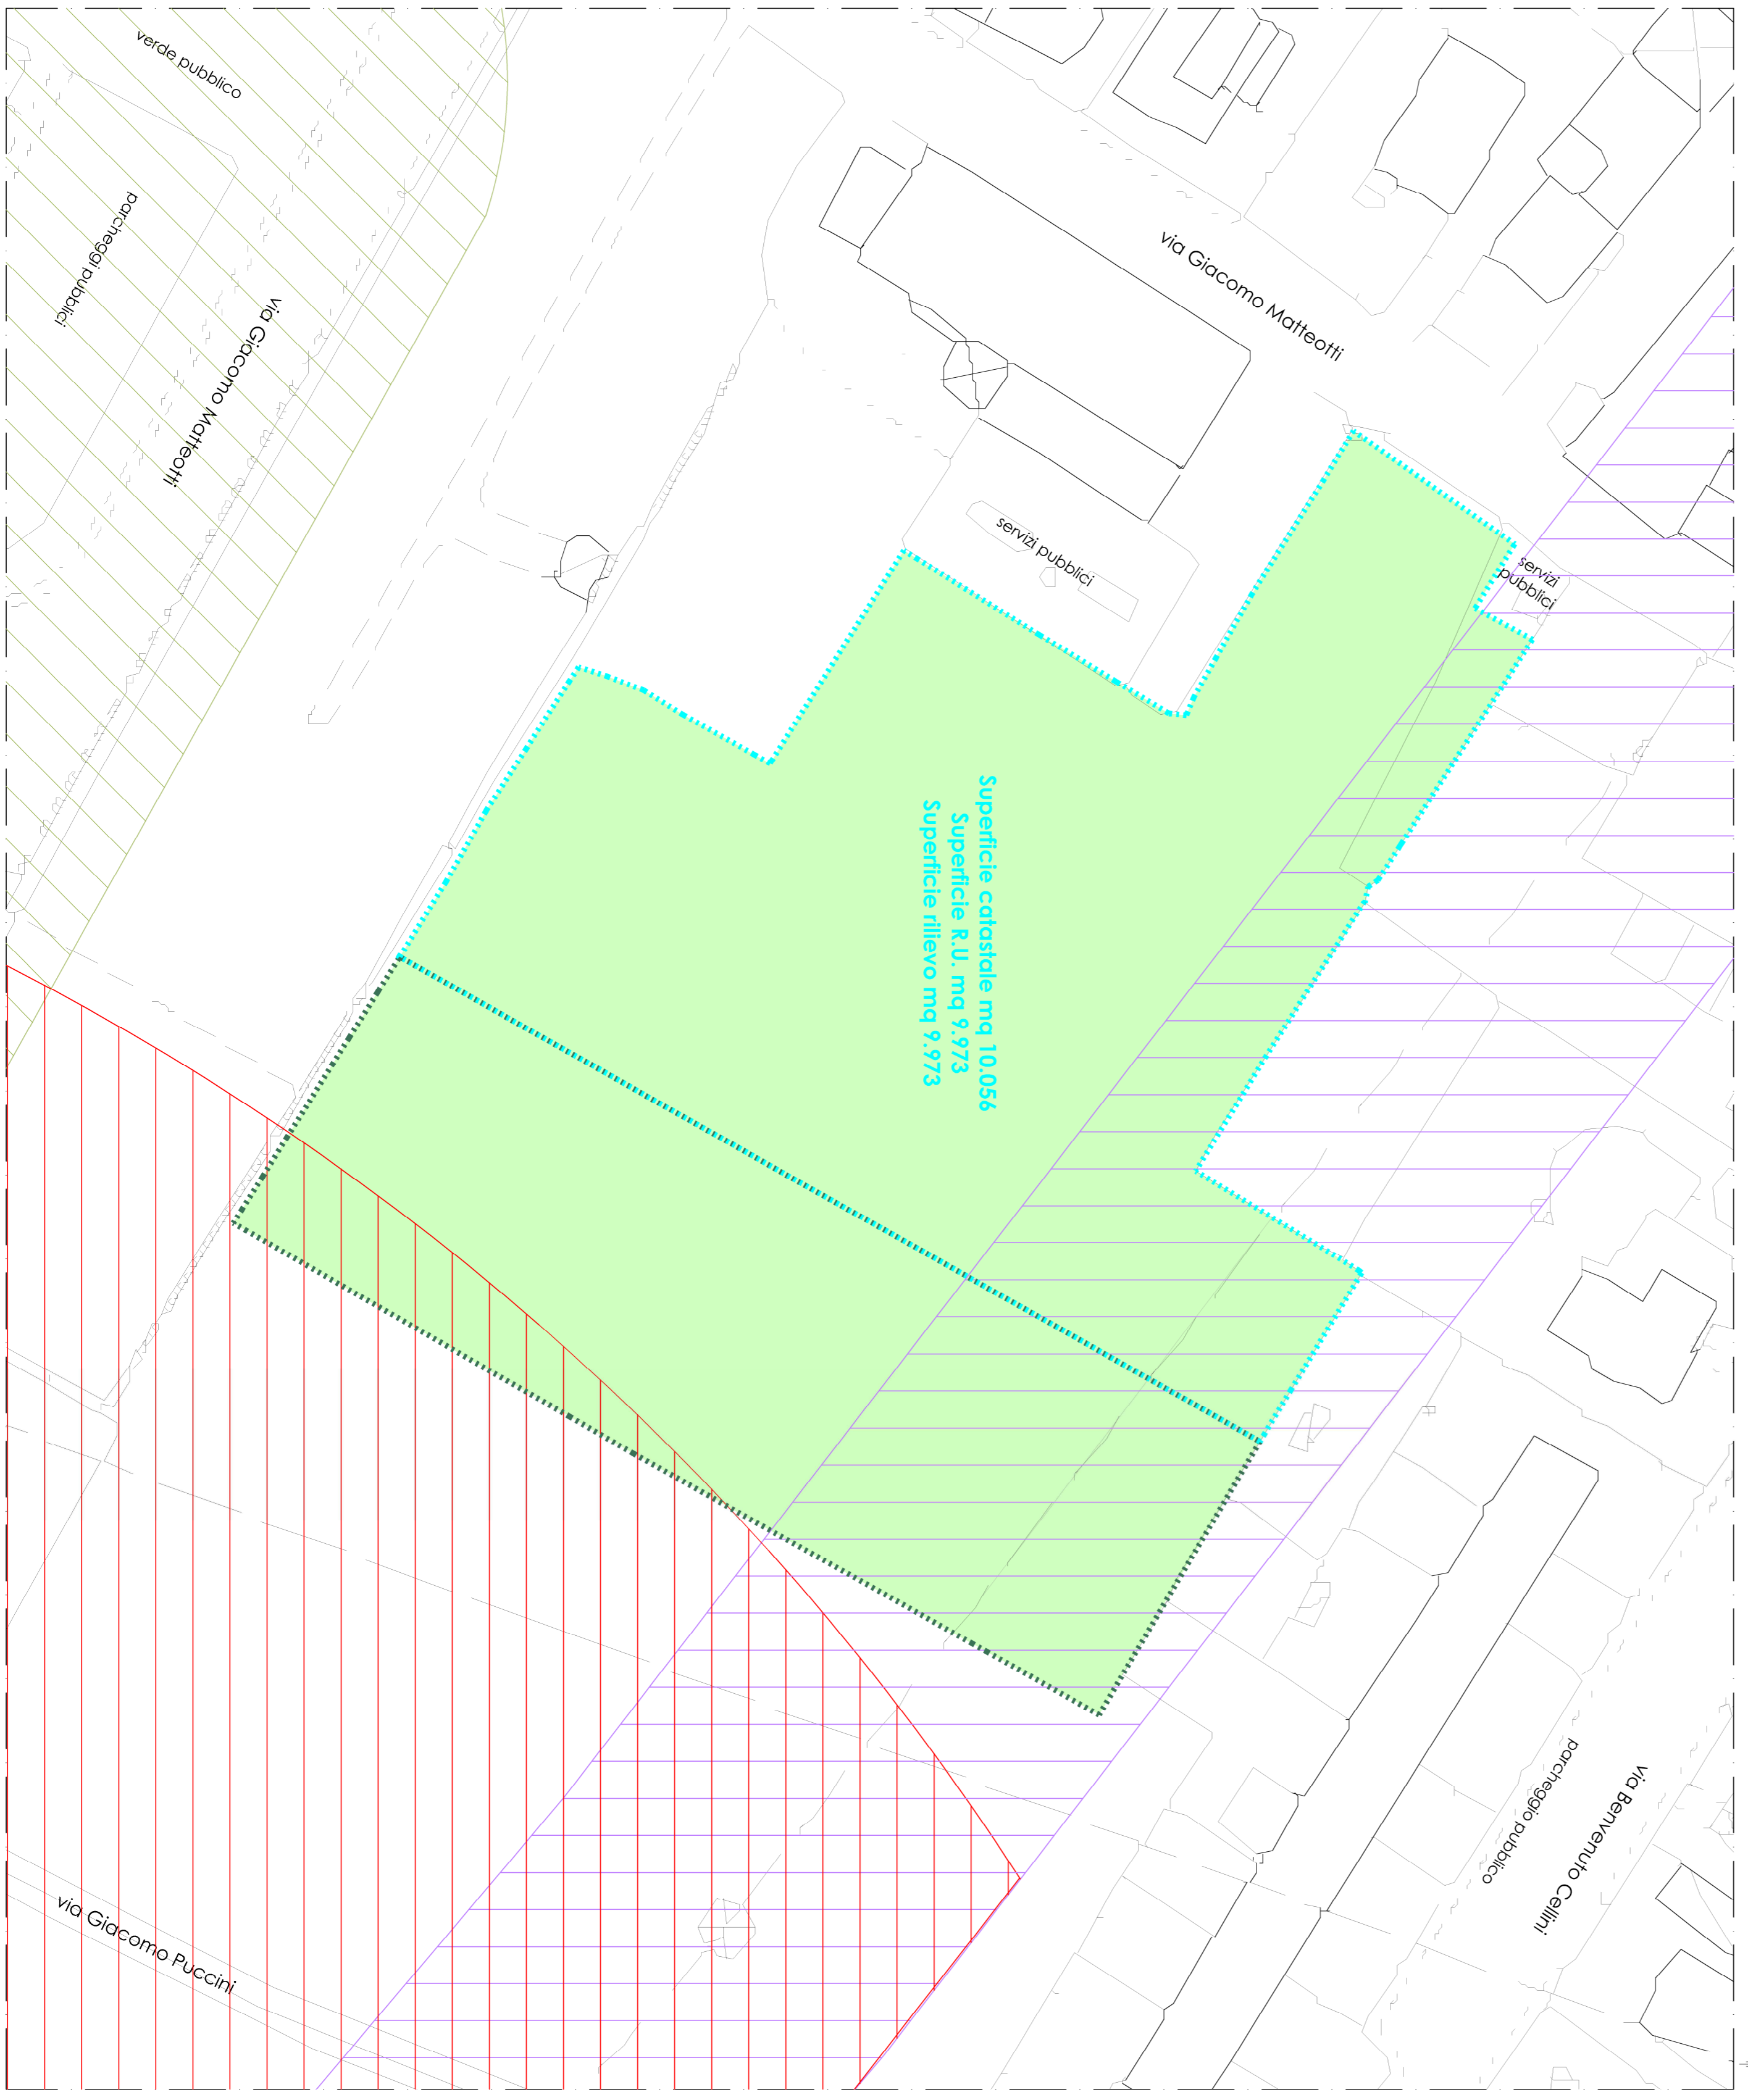 verde pubblico
parcheggi pubblici
via Giacomo Matteotti
via Giacomo Matteotti
servizi pubblici
servizi
pubblici
Superficie catastale mq 10.056
Superficie R.U. mq 9.973
Superficie rilievo mq 9.973
parcheggio pubblico
via Benvenuto Cellini
via Giacomo Puccini